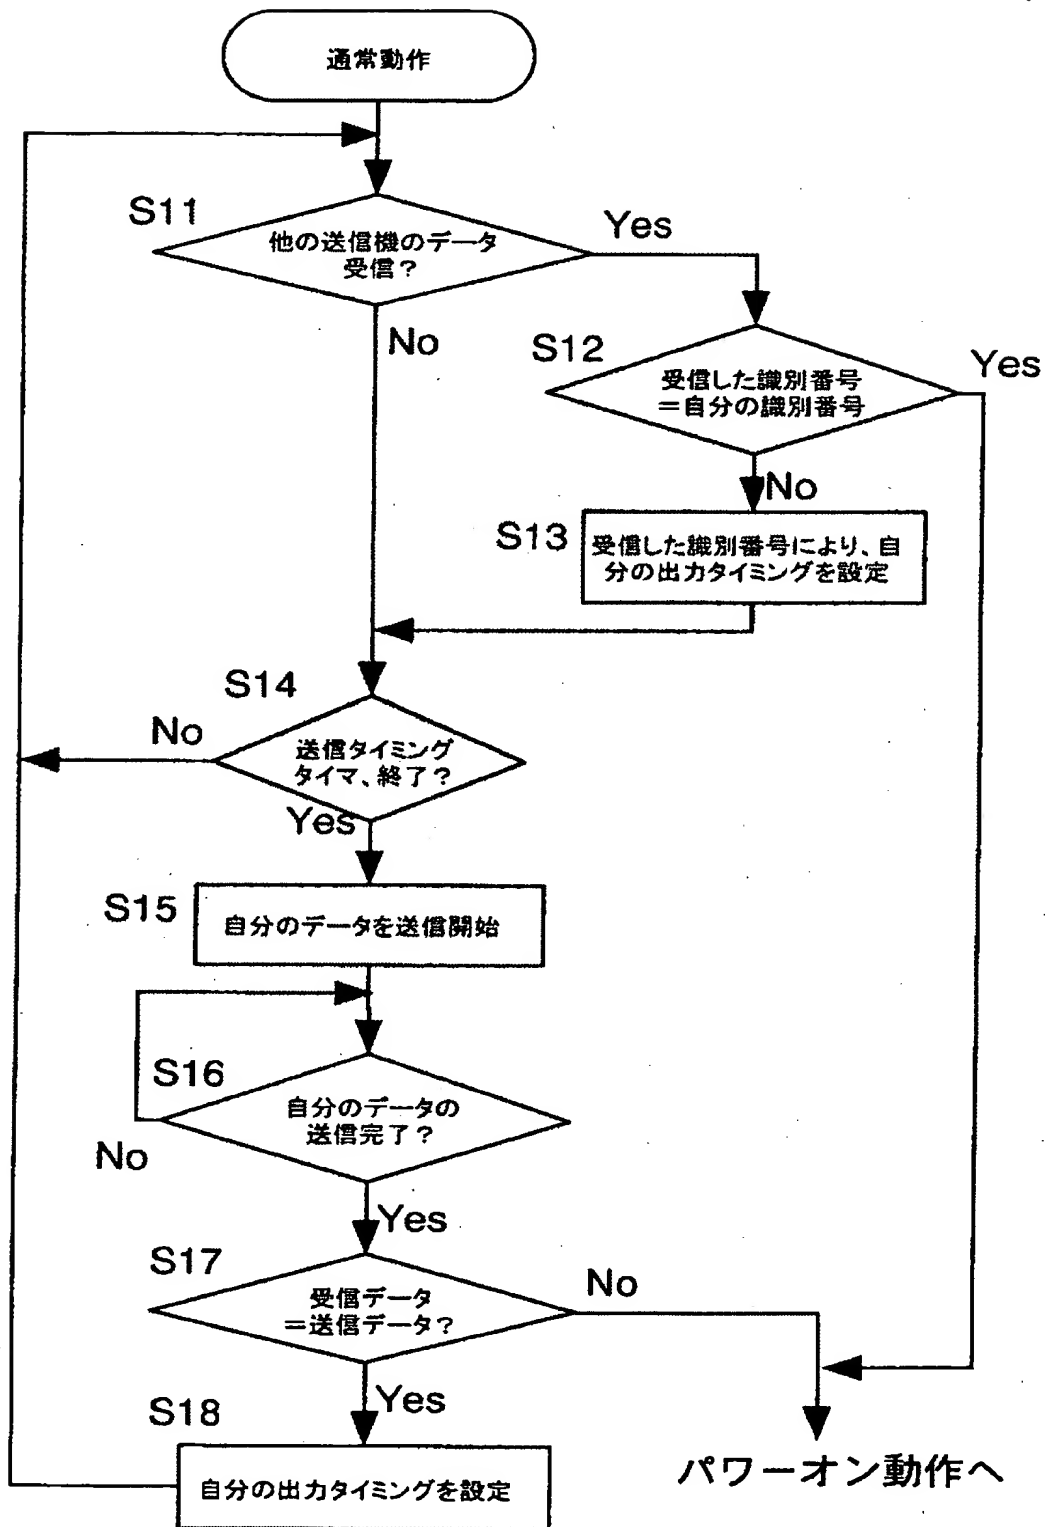 通常動作
S11
他の送信機のデータ
受信？
Yes
No
S12
受信した識別番号
＝自分の識別番号
Yes
No
S13
受信した識別番号により、自
分の出力タイミングを設定
S14
No
送信タイミング
タイマ、終了？
Yes
S15
自分のデータを送信開始
S16
自分のデータの
送信完了？
No
Yes
S17
受信データ
＝送信データ？
No
Yes
S18
自分の出力タイミングを設定
パワーオン動作へ